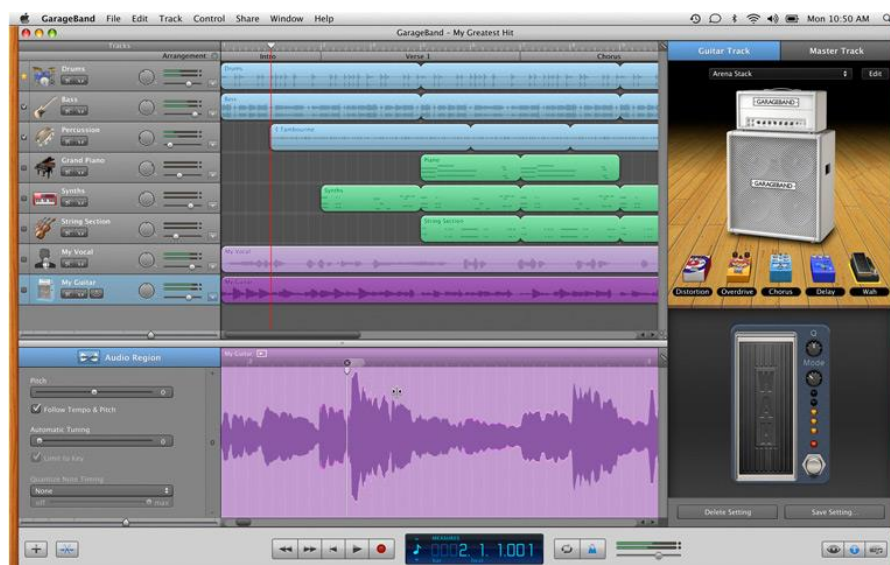 GarageBand File Edit Track Control Share Window Help Mon 10:50 AM
GarageBand - My Greatest Hit
Tracks
Arrangement
Intro Verse 1 Chorus
Drums
Drums
Bass
Bass
Percussion
Tambourine
Grand Piano
Piano
Synths
Synths
String Section
String Section
My Vocal
My Vocal
My Guitar
My Guitar
Guitar Track Master Track
Arena Stack Edit
GARAGEBAND
GARAGEBAND
Distortion Overdrive Chorus Delay Wah
Mode
WAH
Delete Setting Save Setting...
Audio Region
My Guitar
Pitch
0
Follow Tempo & Pitch
Automatic Tuning
0
Limit to Key
Quantize Note Timing
None
off max
MEASURES
0002. 1. 1.001